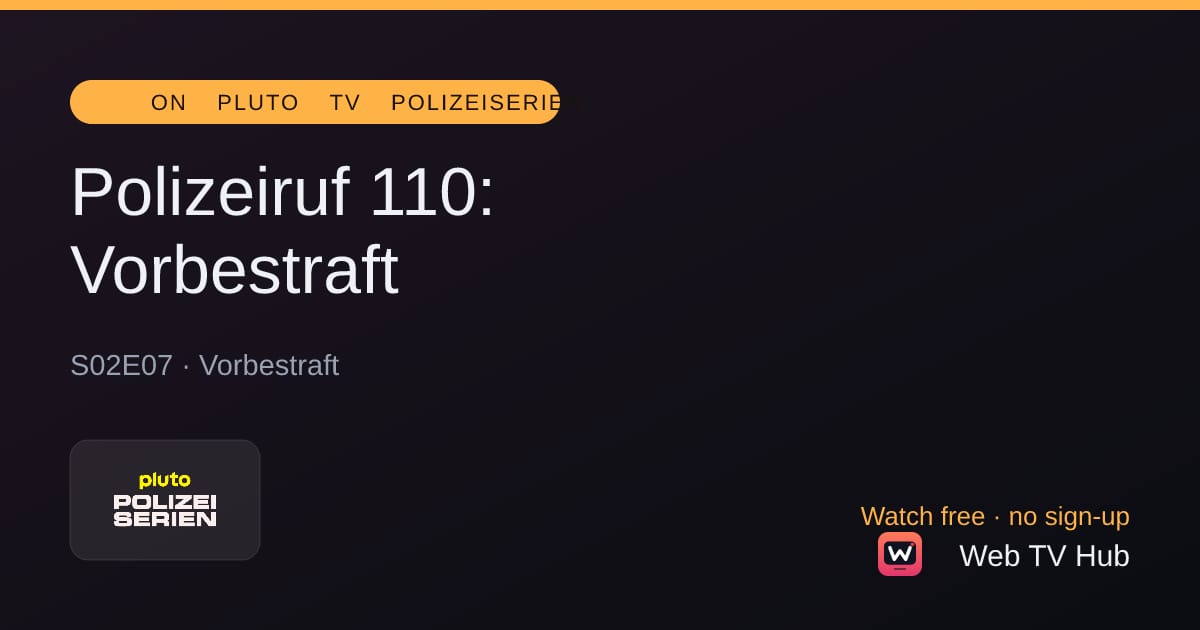 ON PLUTO TV POLIZEISERIE
Polizeiruf 110:
Vorbestraft
S02E07 · Vorbestraft
pluto
POLIZEI
SERIEN
Watch free · no sign-up
W
Web TV Hub